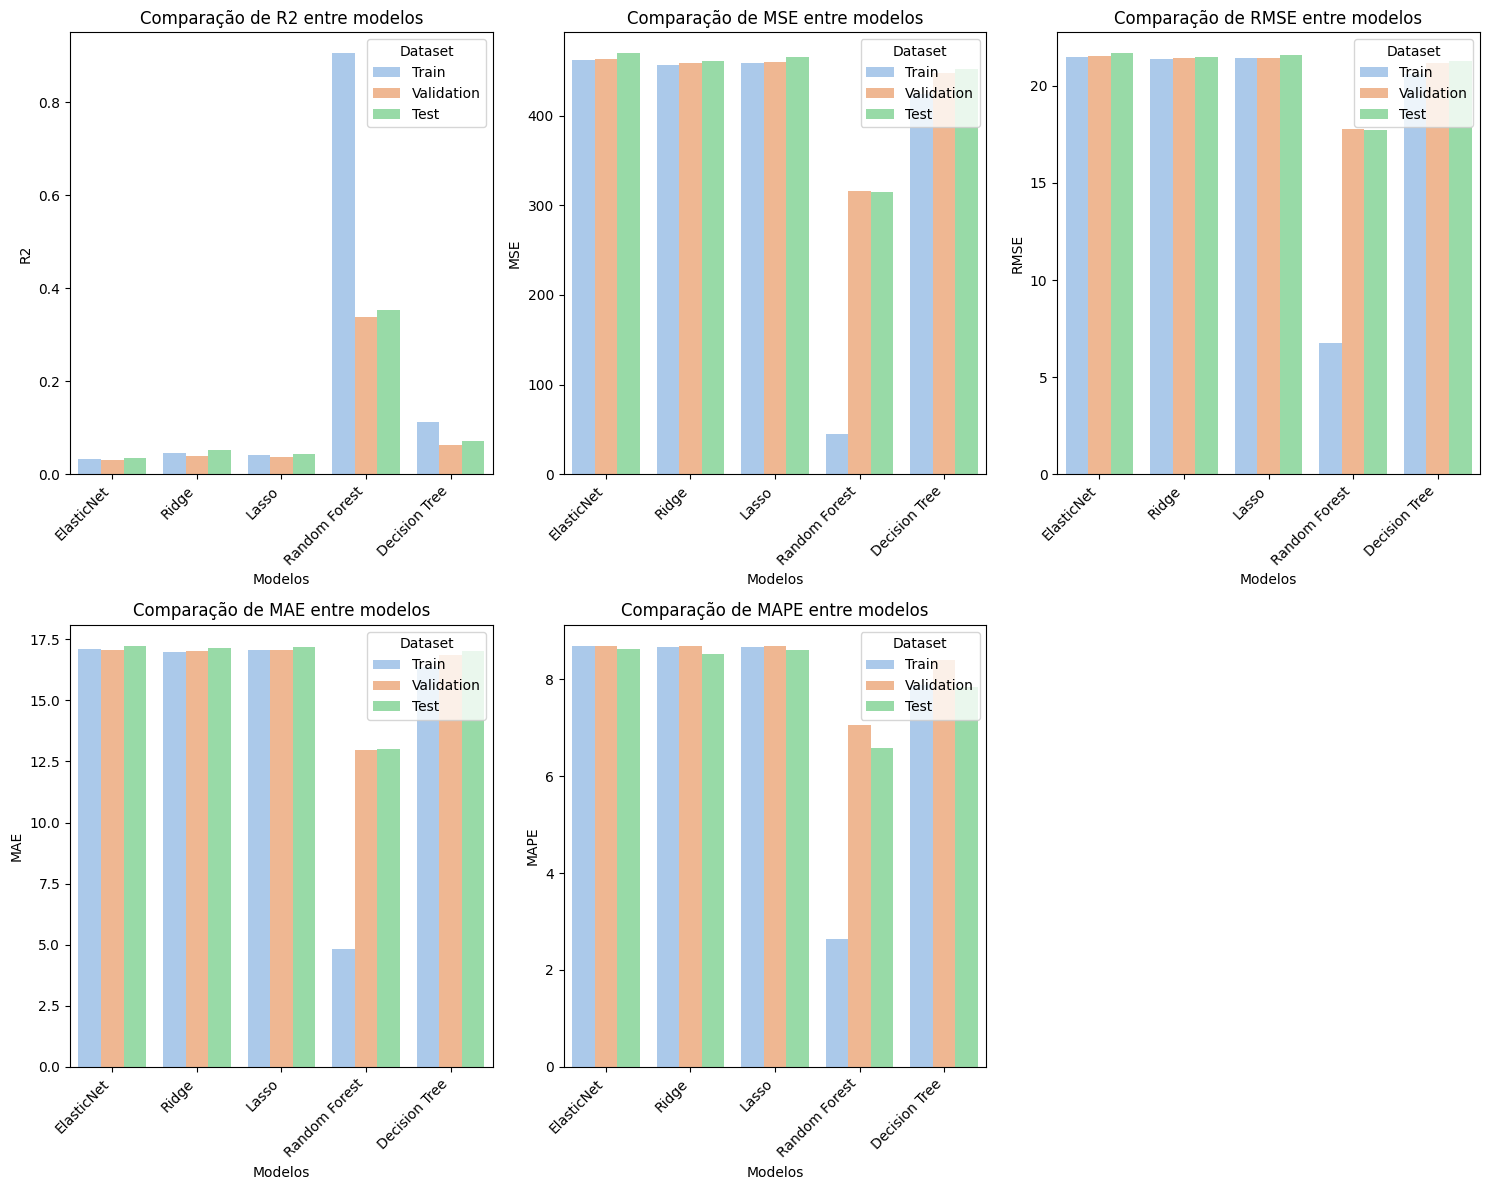 Comparação de R2 entre modelos
R2
0.8
0.6
0.4
0.2
0.0
Dataset
Train
Validation
Test
ElasticNet
Ridge
Lasso
Random Forest
Decision Tree
Modelos
Comparação de MSE entre modelos
MSE
400
300
200
100
0
Dataset
Train
Validation
Test
ElasticNet
Ridge
Lasso
Random Forest
Decision Tree
Modelos
Comparação de RMSE entre modelos
RMSE
20
15
10
5
0
Dataset
Train
Validation
Test
ElasticNet
Ridge
Lasso
Random Forest
Decision Tree
Modelos
Comparação de MAE entre modelos
MAE
17.5
15.0
12.5
10.0
7.5
5.0
2.5
0.0
Dataset
Train
Validation
Test
ElasticNet
Ridge
Lasso
Random Forest
Decision Tree
Modelos
Comparação de MAPE entre modelos
MAPE
8
6
4
2
0
Dataset
Train
Validation
Test
ElasticNet
Ridge
Lasso
Random Forest
Decision Tree
Modelos